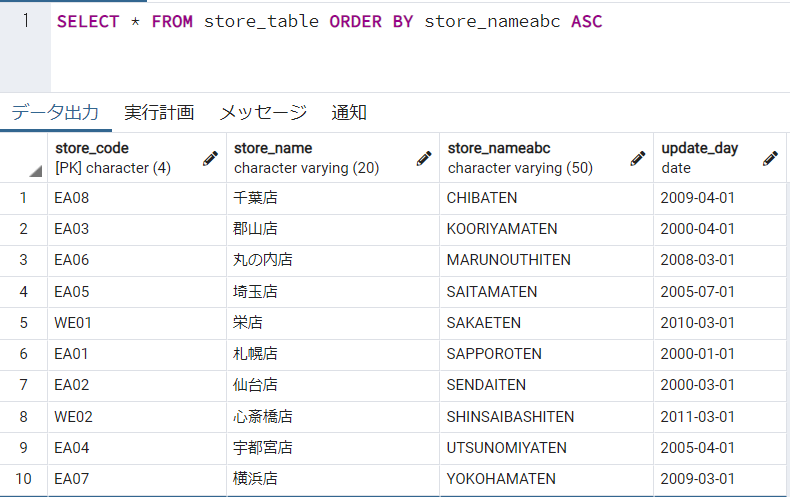 1 SELECT * FROM store_table ORDER BY store_nameabc ASC
データ出力 実行計画 メッセージ 通知
store_code store_name store_nameabc update_day
[PK] character (4) character varying (20) character varying (50) date
1 EA08 千葉店 CHIBATEN 2009-04-01
2 EA03 郡山店 KOORIYAMATEN 2000-04-01
3 EA06 丸の内店 MARUNOUTHITEN 2008-03-01
4 EA05 埼玉店 SAITAMATEN 2005-07-01
5 WE01 栄店 SAKAETEN 2010-03-01
6 EA01 札幌店 SAPPOROTEN 2000-01-01
7 EA02 仙台店 SENDAITEN 2000-03-01
8 WE02 心斎橋店 SHINSAIBASHITEN 2011-03-01
9 EA04 宇都宮店 UTSUNOMIYATEN 2005-04-01
10 EA07 横浜店 YOKOHAMATEN 2009-03-01